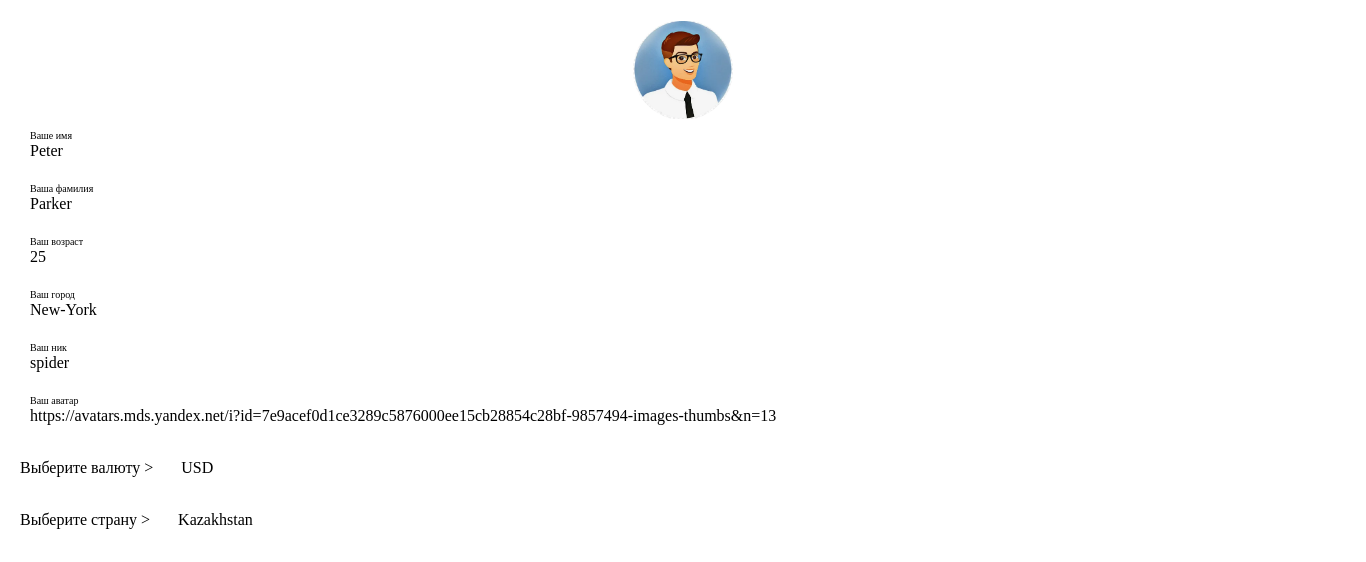 Ваше имя
Peter
Ваша фамилия
Parker
Ваш возраст
25
Ваш город
New-York
Ваш ник
spider
Ваш аватар
https://avatars.mds.yandex.net/i?id=7e9acef0d1ce3289c5876000ee15cb28854c28bf-9857494-images-thumbs&n=13
Выберите валюту > USD
Выберите страну > Kazakhstan